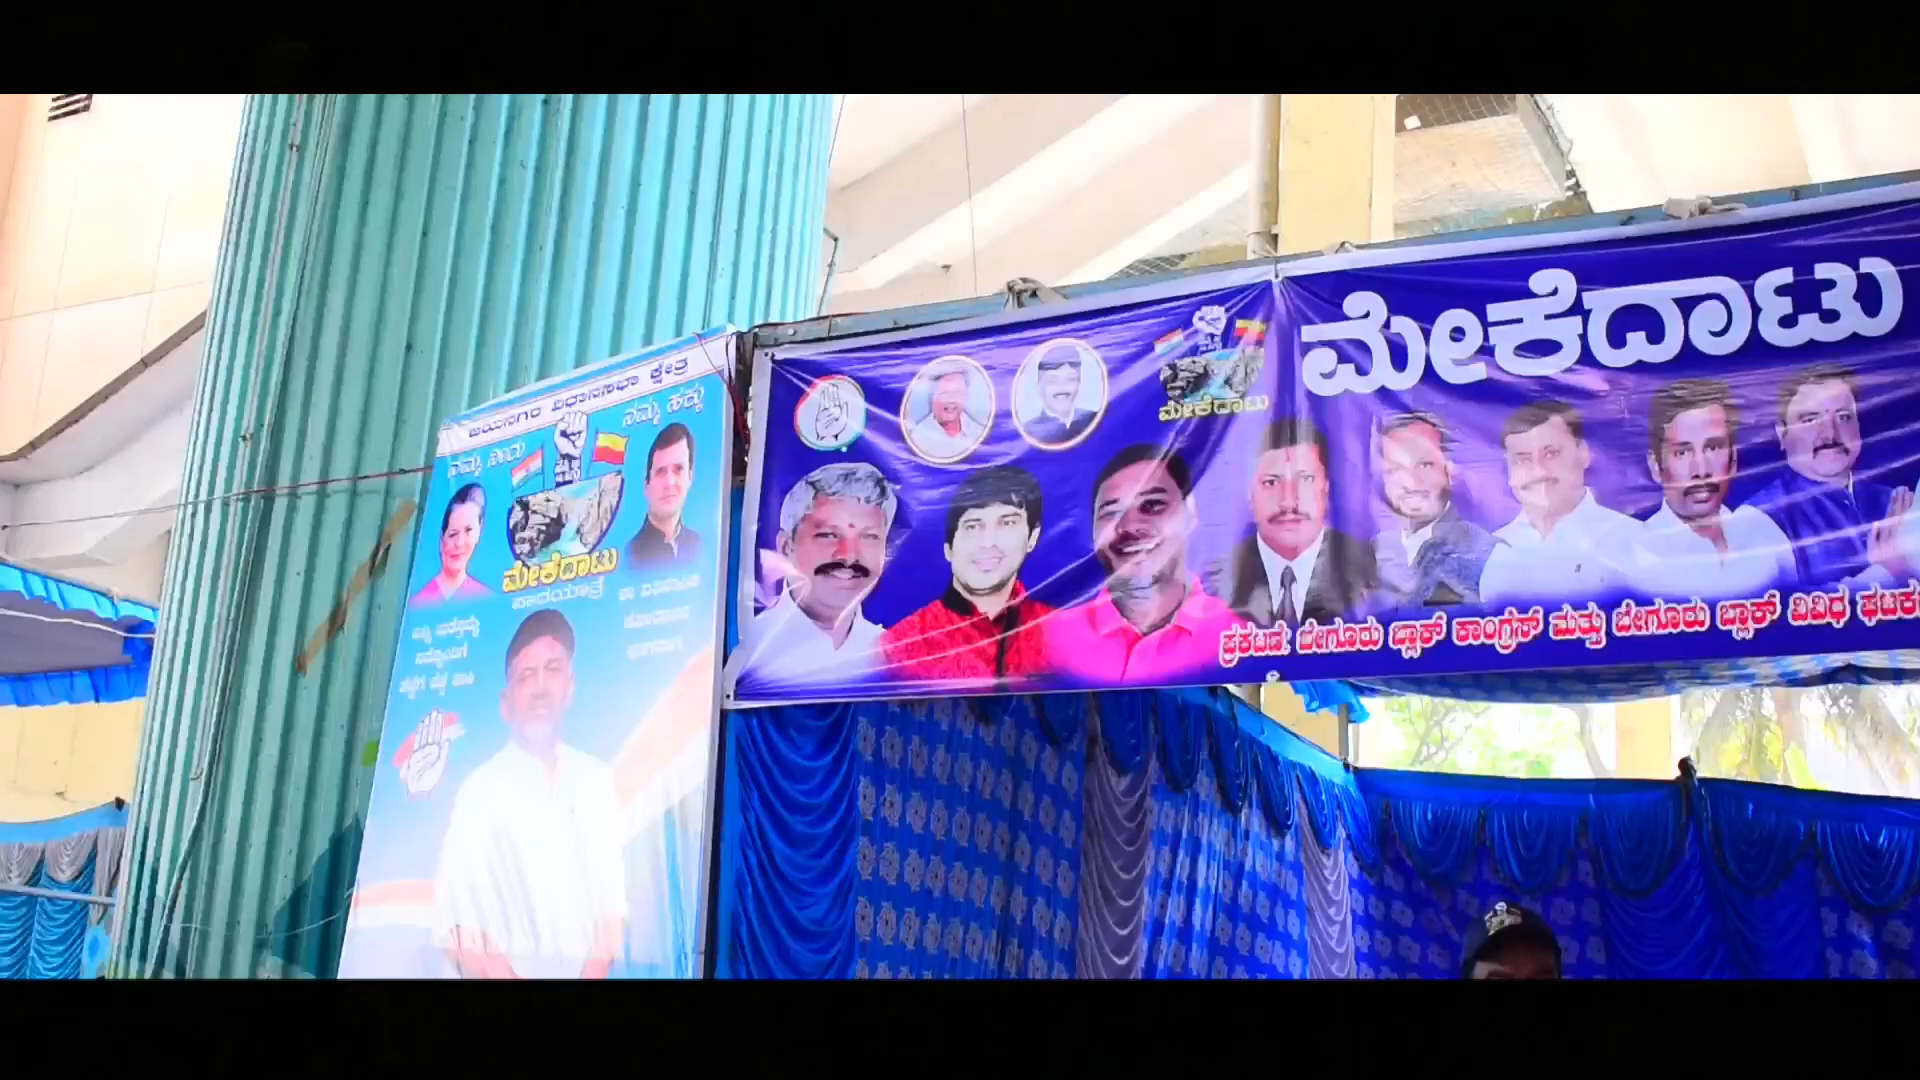 ಜಯನಗರ ವಿಧಾನಸಭಾ ಕ್ಷೇತ್ರ
ನಮ್ಮ ನೀರು
ನಮ್ಮ ಹಕ್ಕು
ಮೇಕೆದಾಟು
ಪಾದಯಾತ್ರೆ
ಮೇಕೆದಾಟು
ಮೇಕೆದಾಟು
ಪ್ರಕಟಣೆ: ಬೇಗೂರು ಬ್ಲಾಕ್ ಕಾಂಗ್ರೆಸ್ ಮತ್ತು ಬೇಗೂರು ಬ್ಲಾಕ್ ವಿವಿಧ ಘಟಕ